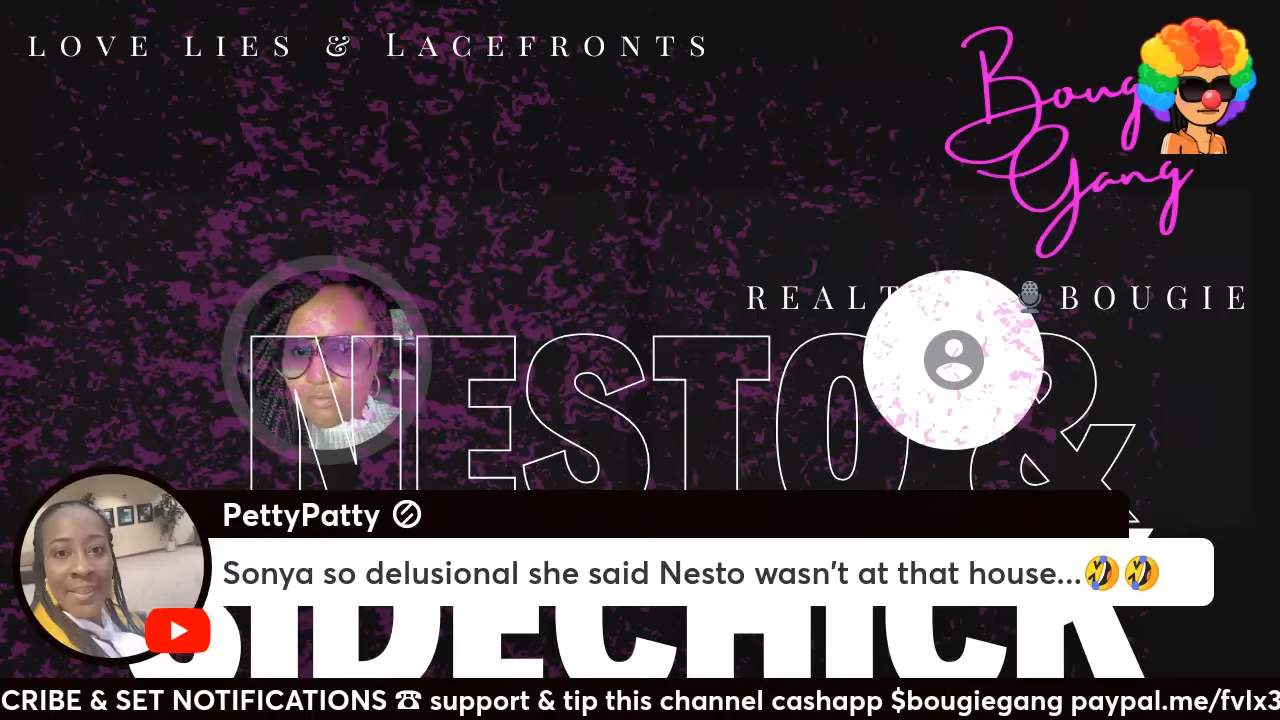 LOVE LIES & LACEFRONTS
Boug
Gang
REALT
BOUGIE
NESTO &
PettyPatty
Sonya so delusional she said Nesto wasn't at that house...🤣🤣
SIDECHICK
CRIBE & SET NOTIFICATIONS ☎ support & tip this channel cashapp $bougiegang paypal.me/fvlx3